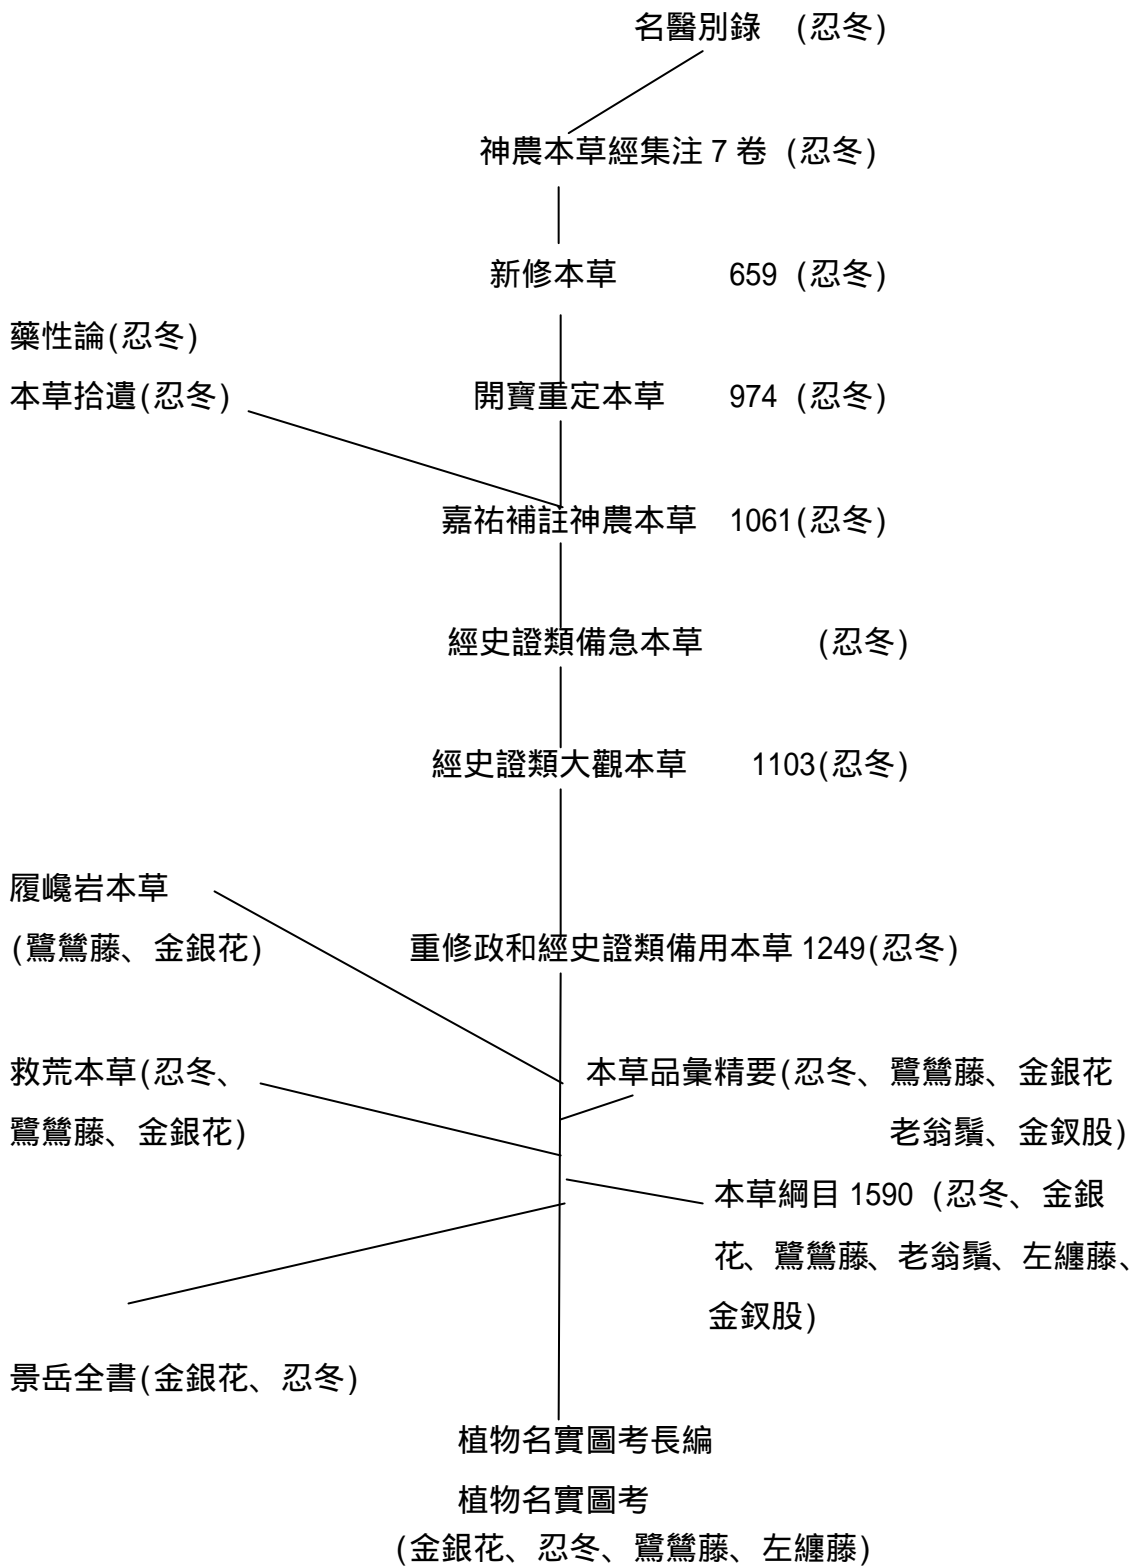 名醫別錄 (忍冬)
神農本草經集注 7 卷 (忍冬)
新修本草 659 (忍冬)
藥性論(忍冬)
本草拾遺(忍冬)
開寶重定本草 974 (忍冬)
嘉祐補註神農本草 1061(忍冬)
經史證類備急本草 (忍冬)
經史證類大觀本草 1103(忍冬)
履巉岩本草
(鷺鷥藤、金銀花)
重修政和經史證類備用本草 1249(忍冬)
救荒本草(忍冬、
鷺鷥藤、金銀花)
本草品彙精要(忍冬、鷺鷥藤、金銀花
老翁鬚、金釵股)
本草綱目 1590 (忍冬、金銀
花、鷺鷥藤、老翁鬚、左纏藤、
金釵股)
景岳全書(金銀花、忍冬)
植物名實圖考長編
植物名實圖考
(金銀花、忍冬、鷺鷥藤、左纏藤)